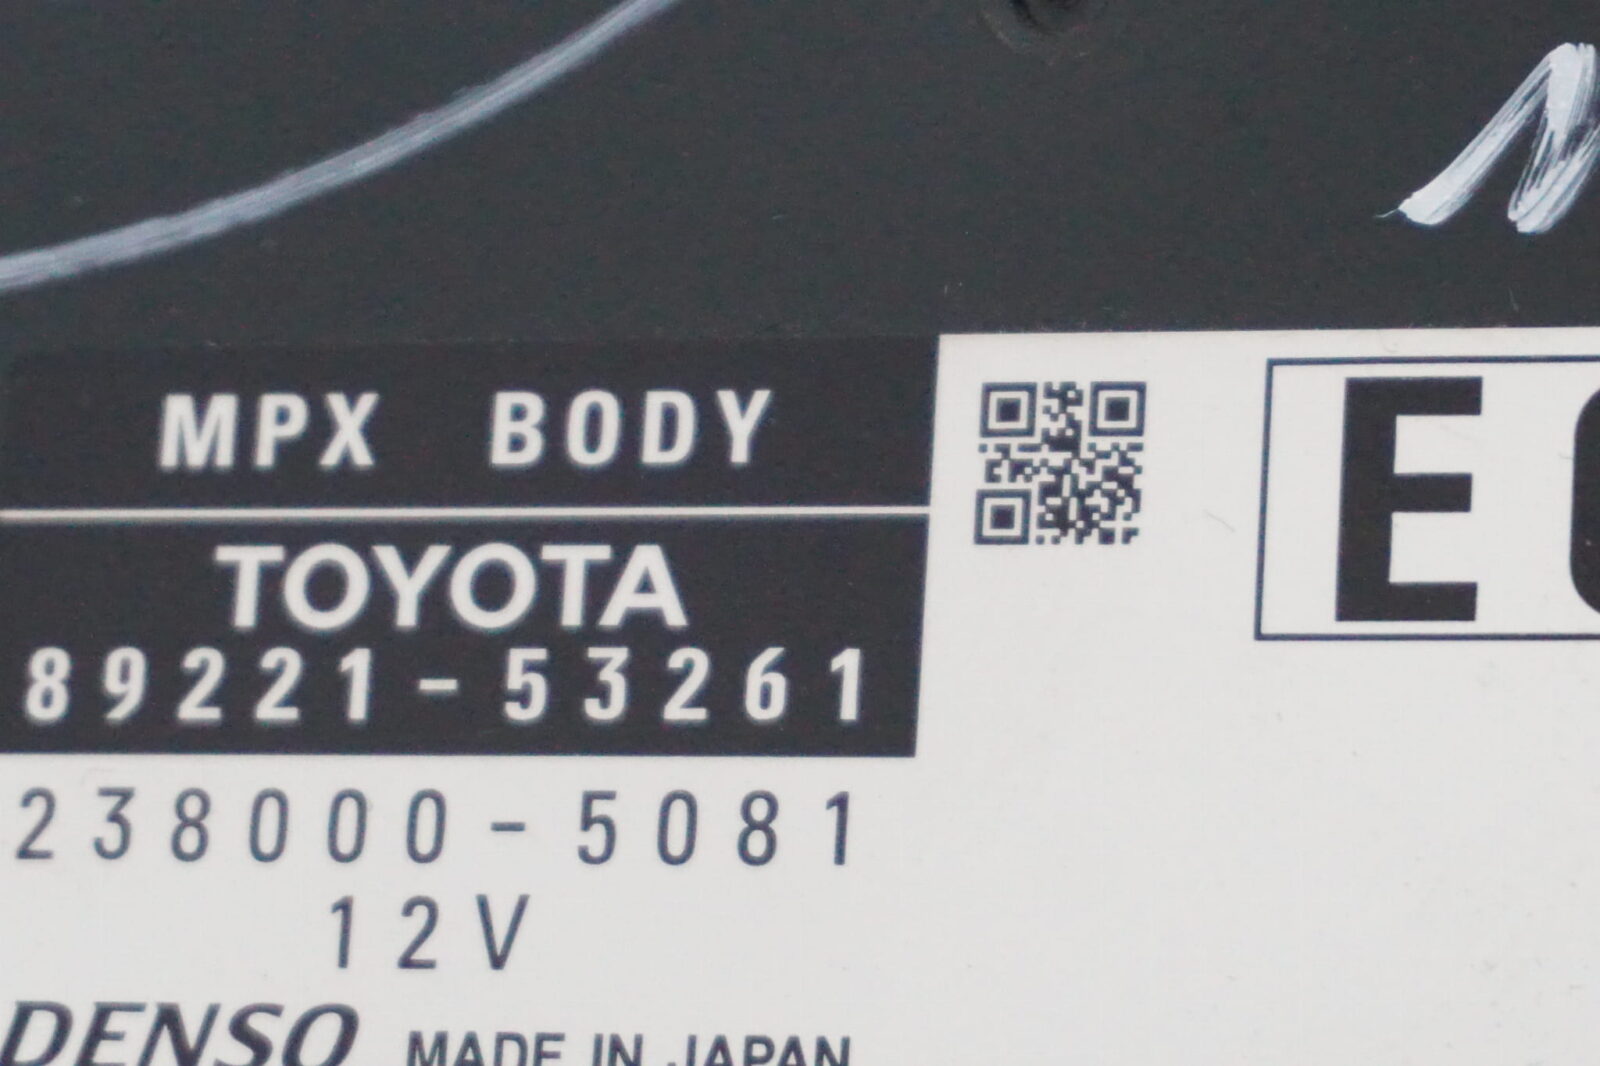 MPX BODY
TOYOTA
89221-53261
238000-5081
12V
DENSO MADE IN JAPAN